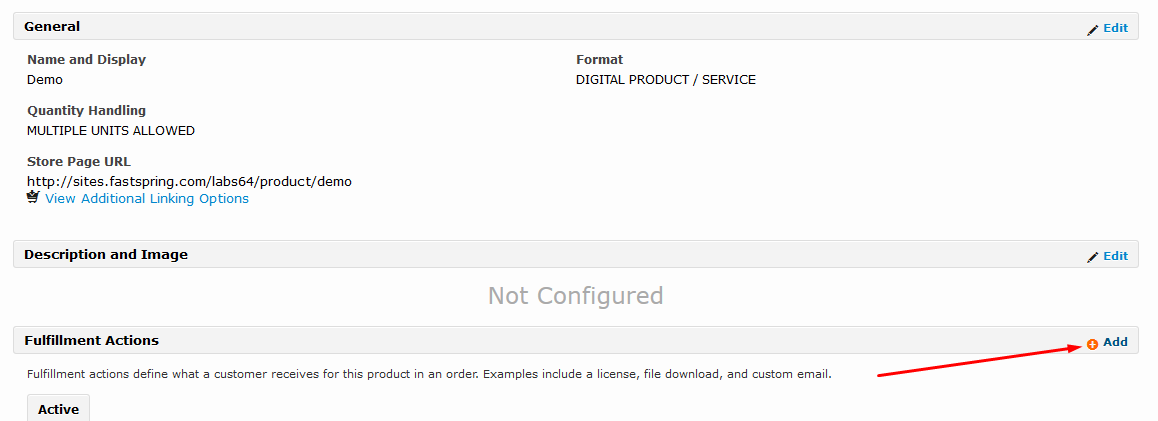 General
Edit
Name and Display
Format
Demo
DIGITAL PRODUCT / SERVICE
Quantity Handling
MULTIPLE UNITS ALLOWED
Store Page URL
http://sites.fastspring.com/labs64/product/demo
View Additional Linking Options
Description and Image
Edit
Not Configured
Fulfillment Actions
Add
Fulfillment actions define what a customer receives for this product in an order. Examples include a license, file download, and custom email.
Active